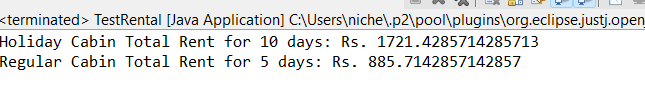 <terminated> TestRental [Java Application] C:\Users\niche\.p2\pool\plugins\org.eclipse.justj.open
Holiday Cabin Total Rent for 10 days: Rs. 1721.4285714285713
Regular Cabin Total Rent for 5 days: Rs. 885.7142857142857